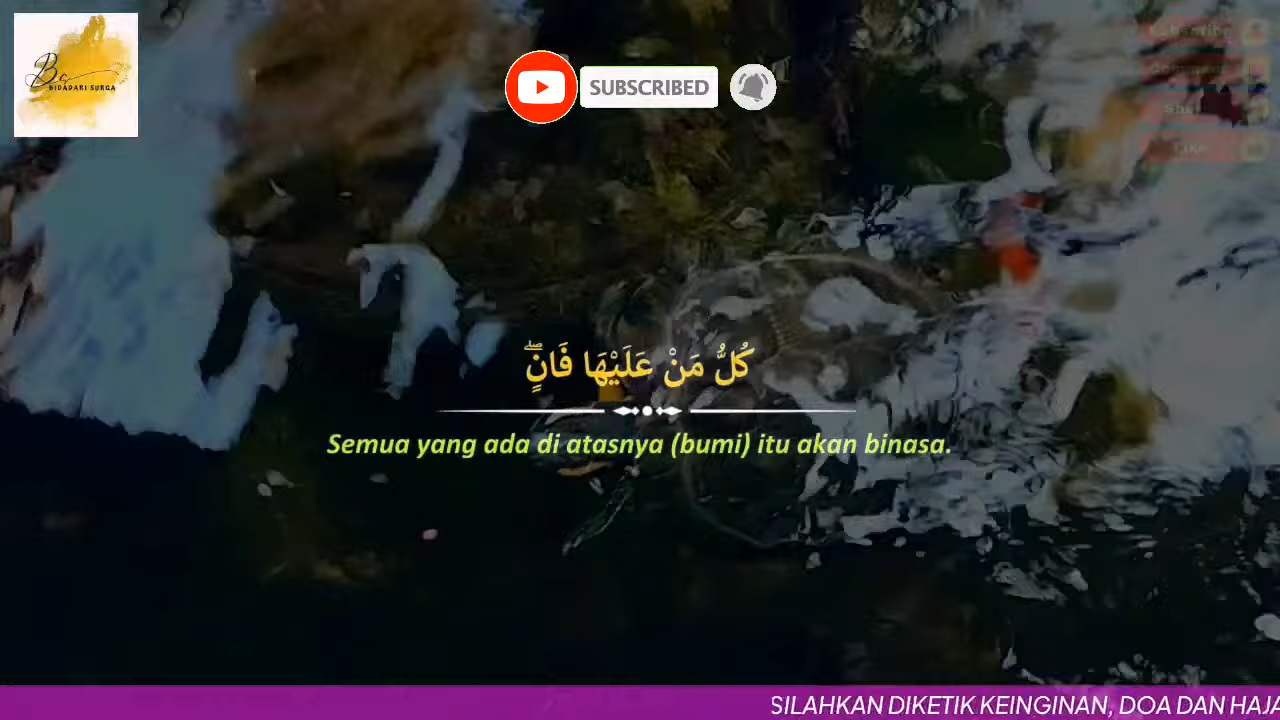 BIDADARI SURGA
SUBSCRIBED
كُلُّ مَنْ عَلَيْهَا فَانٍۖ
Semua yang ada di atasnya (bumi) itu akan binasa.
SILAHKAN DIKETIK KEINGINAN, DOA DAN HAJA